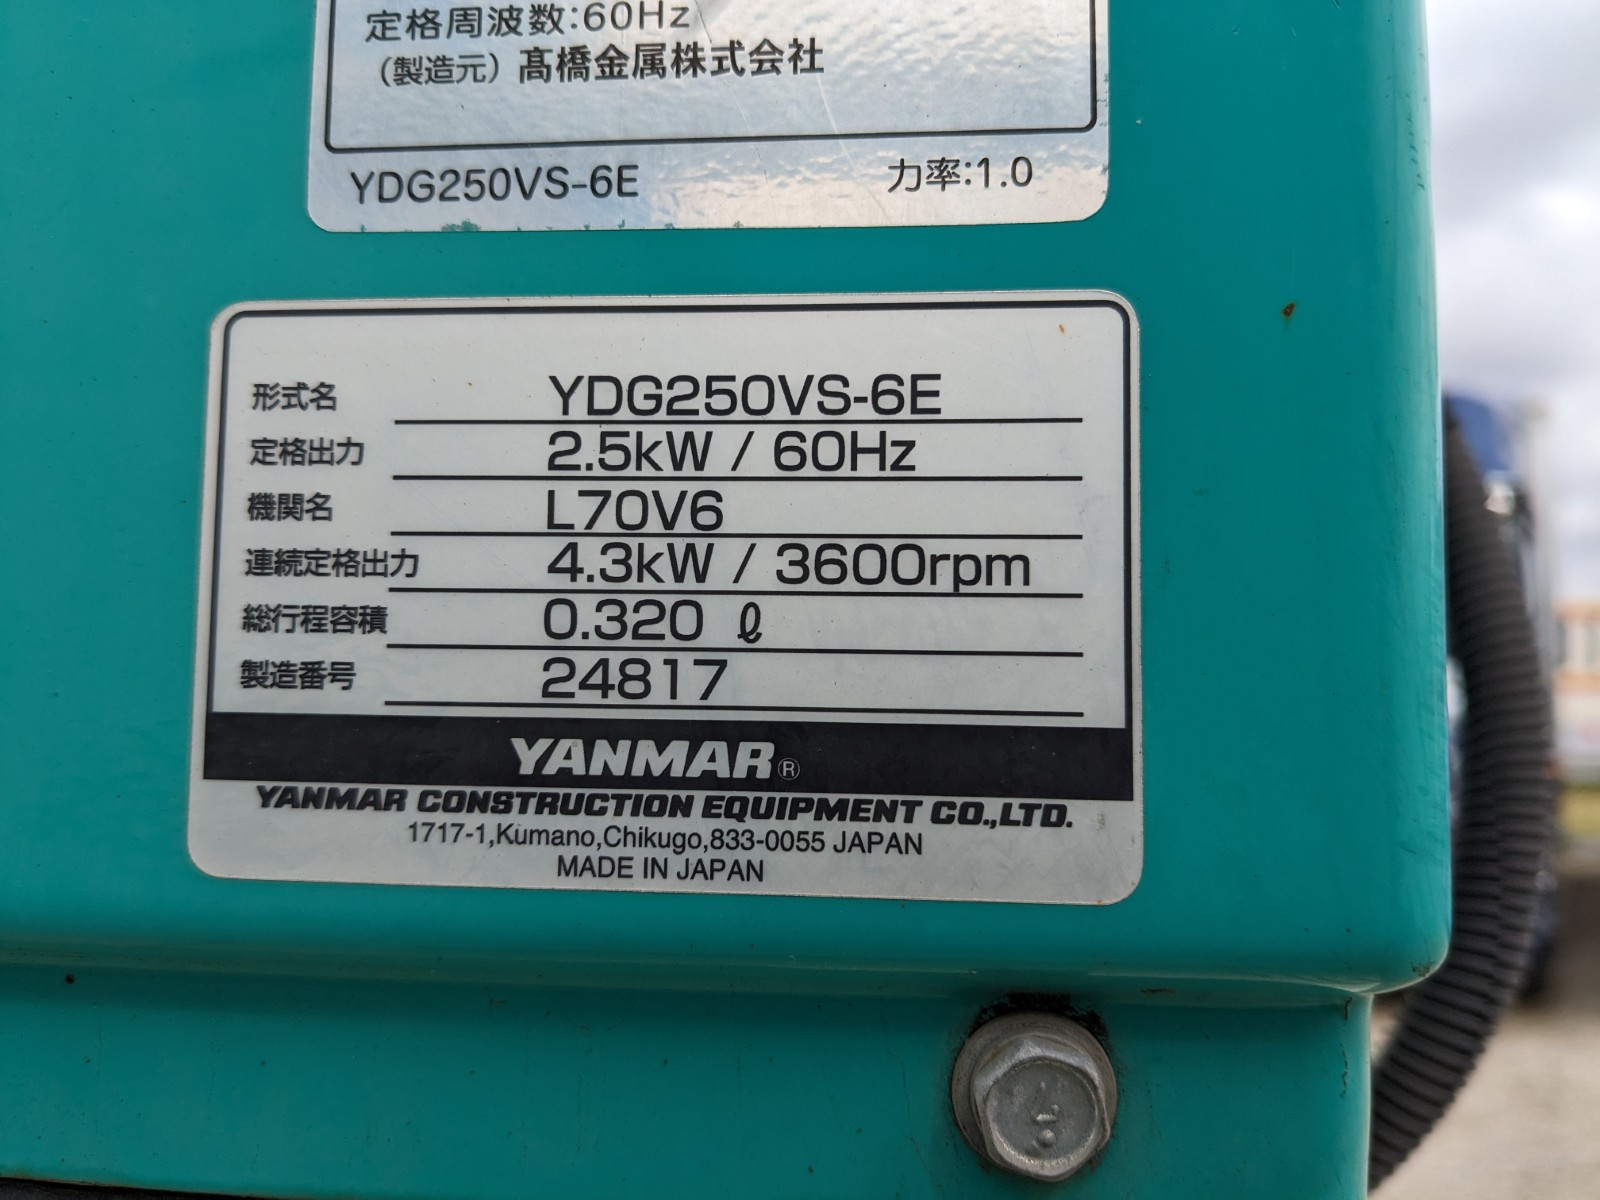 定格周波数:60Hz
(製造元) 髙橋金属株式会社
YDG250VS-6E 力率:1.0
形式名 YDG250VS-6E
定格出力 2.5kW / 60Hz
機関名 L70V6
連続定格出力 4.3kW / 3600rpm
総行程容積 0.320 ℓ
製造番号 24817
YANMAR®
YANMAR CONSTRUCTION EQUIPMENT CO.,LTD.
1717-1,Kumano,Chikugo,833-0055 JAPAN
MADE IN JAPAN